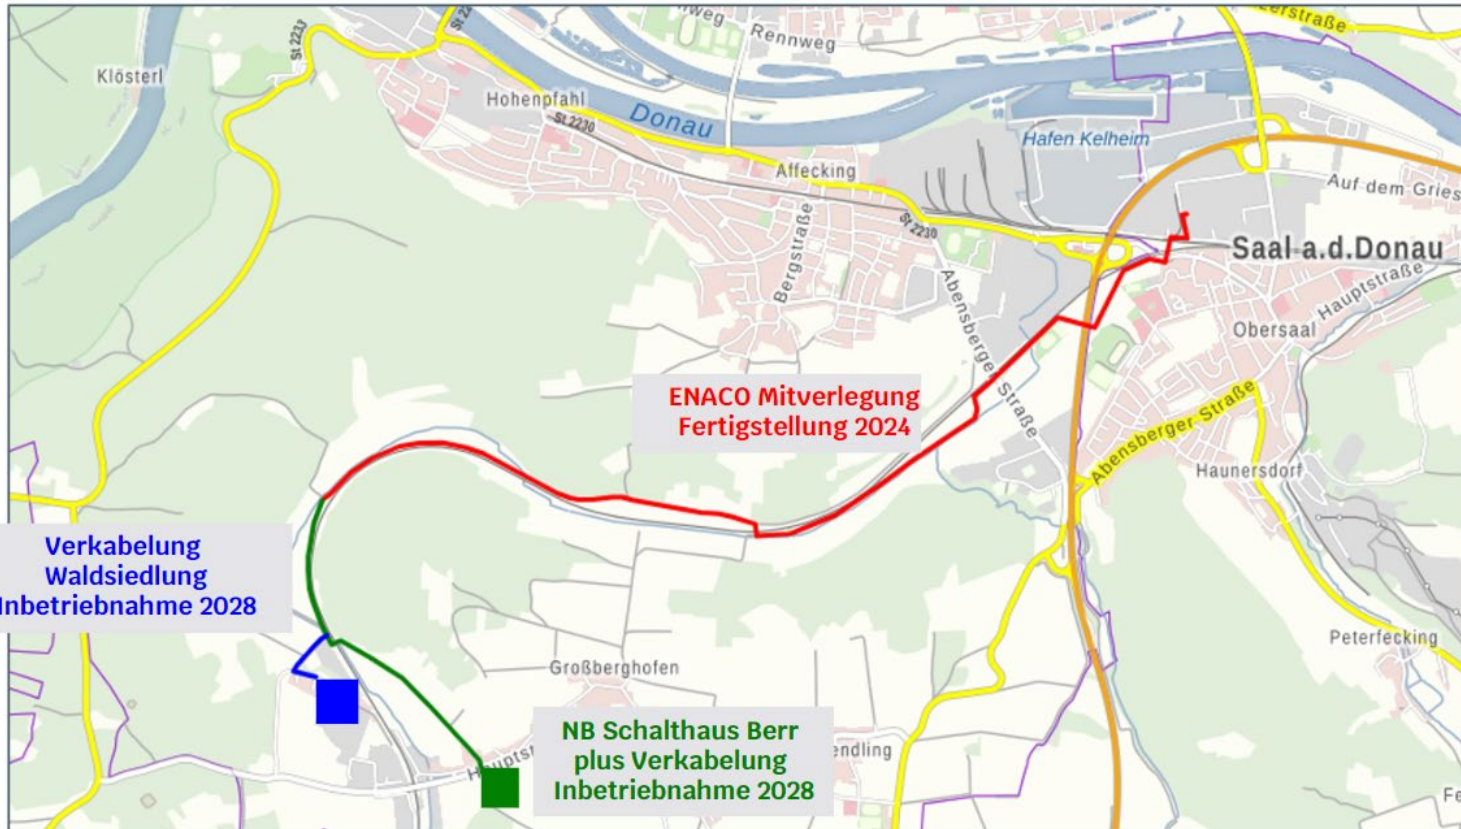 Rennweg
Klösterl
St 2233
Hohenpfahl
St 2230
Donau
Hafen Kelheim
Affecking
Auf dem Gries
St 2230
Bergstraße
Saal a.d.Donau
Hauptstraße
Abensberger Straße
Obersaal
ENACO Mitverlegung
Fertigstellung 2024
Abensberger Straße
Haunersdorf
Verkabelung
Waldsiedlung
Inbetriebnahme 2028
Peterfecking
Großberghofen
NB Schalthaus Berr
plus Verkabelung
Inbetriebnahme 2028
endling